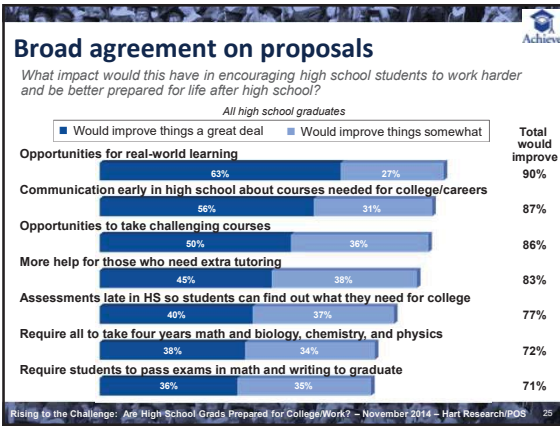 Achieve
Broad agreement on proposals
What impact would this have in encouraging high school students to work harder
and be better prepared for life after high school?
All high school graduates
Would improve things a great deal Would improve things somewhat
Total
would
improve
Opportunities for real-world learning
63% 27% 90%
Communication early in high school about courses needed for college/careers
56% 31% 87%
Opportunities to take challenging courses
50% 36% 86%
More help for those who need extra tutoring
45% 38% 83%
Assessments late in HS so students can find out what they need for college
40% 37% 77%
Require all to take four years math and biology, chemistry, and physics
38% 34% 72%
Require students to pass exams in math and writing to graduate
36% 35% 71%
Rising to the Challenge: Are High School Grads Prepared for College/Work? – November 2014 – Hart Research/POS 25